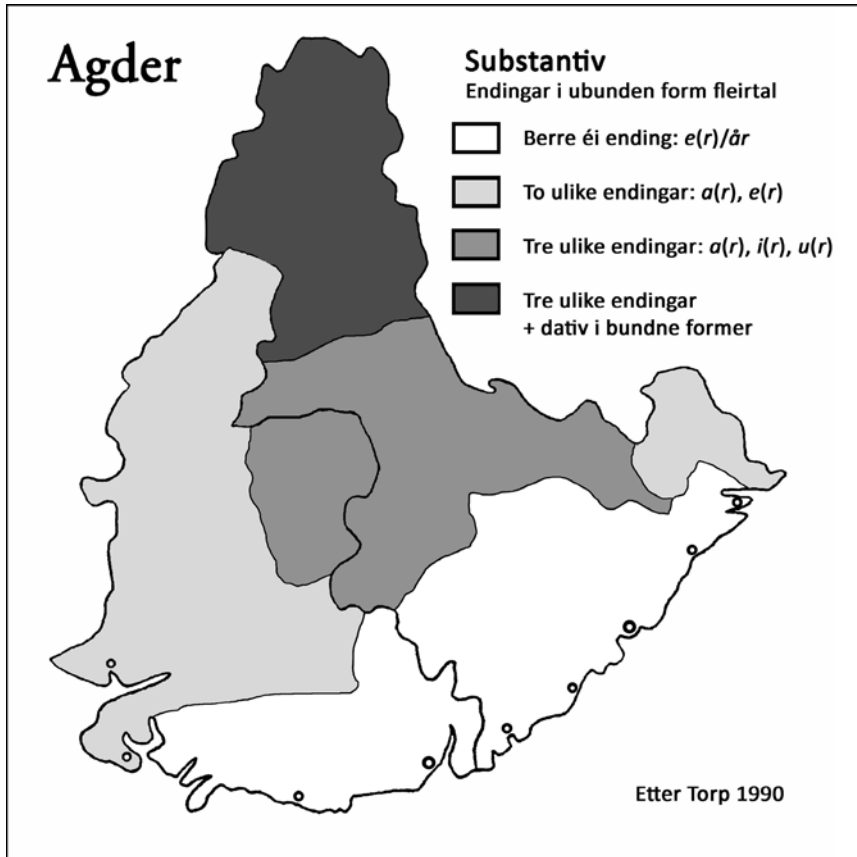 Agder
Substantiv
Endingar i ubunden form fleirtal
Berre éi ending: e(r)/år
To ulike endingar: a(r), e(r)
Tre ulike endingar: a(r), i(r), u(r)
Tre ulike endingar
+ dativ i bundne former
Etter Torp 1990